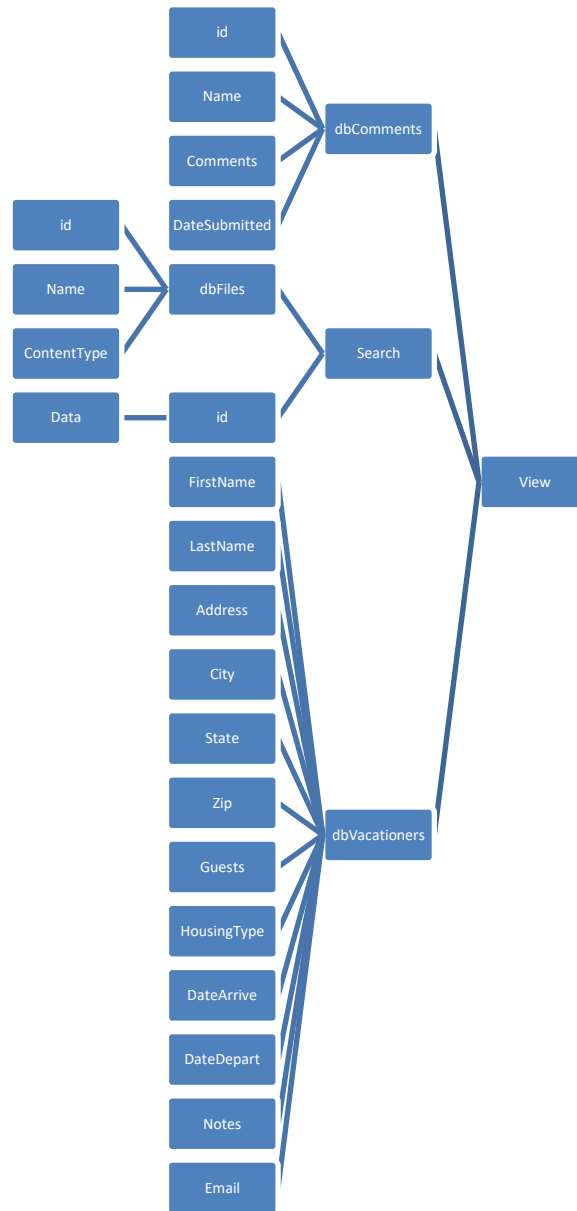 id
Name
dbComments
Comments
DateSubmitted
id
Name
dbFiles
ContentType
Search
Data
id
FirstName
View
LastName
Address
City
State
Zip
dbVacationers
Guests
HousingType
DateArrive
DateDepart
Notes
Email